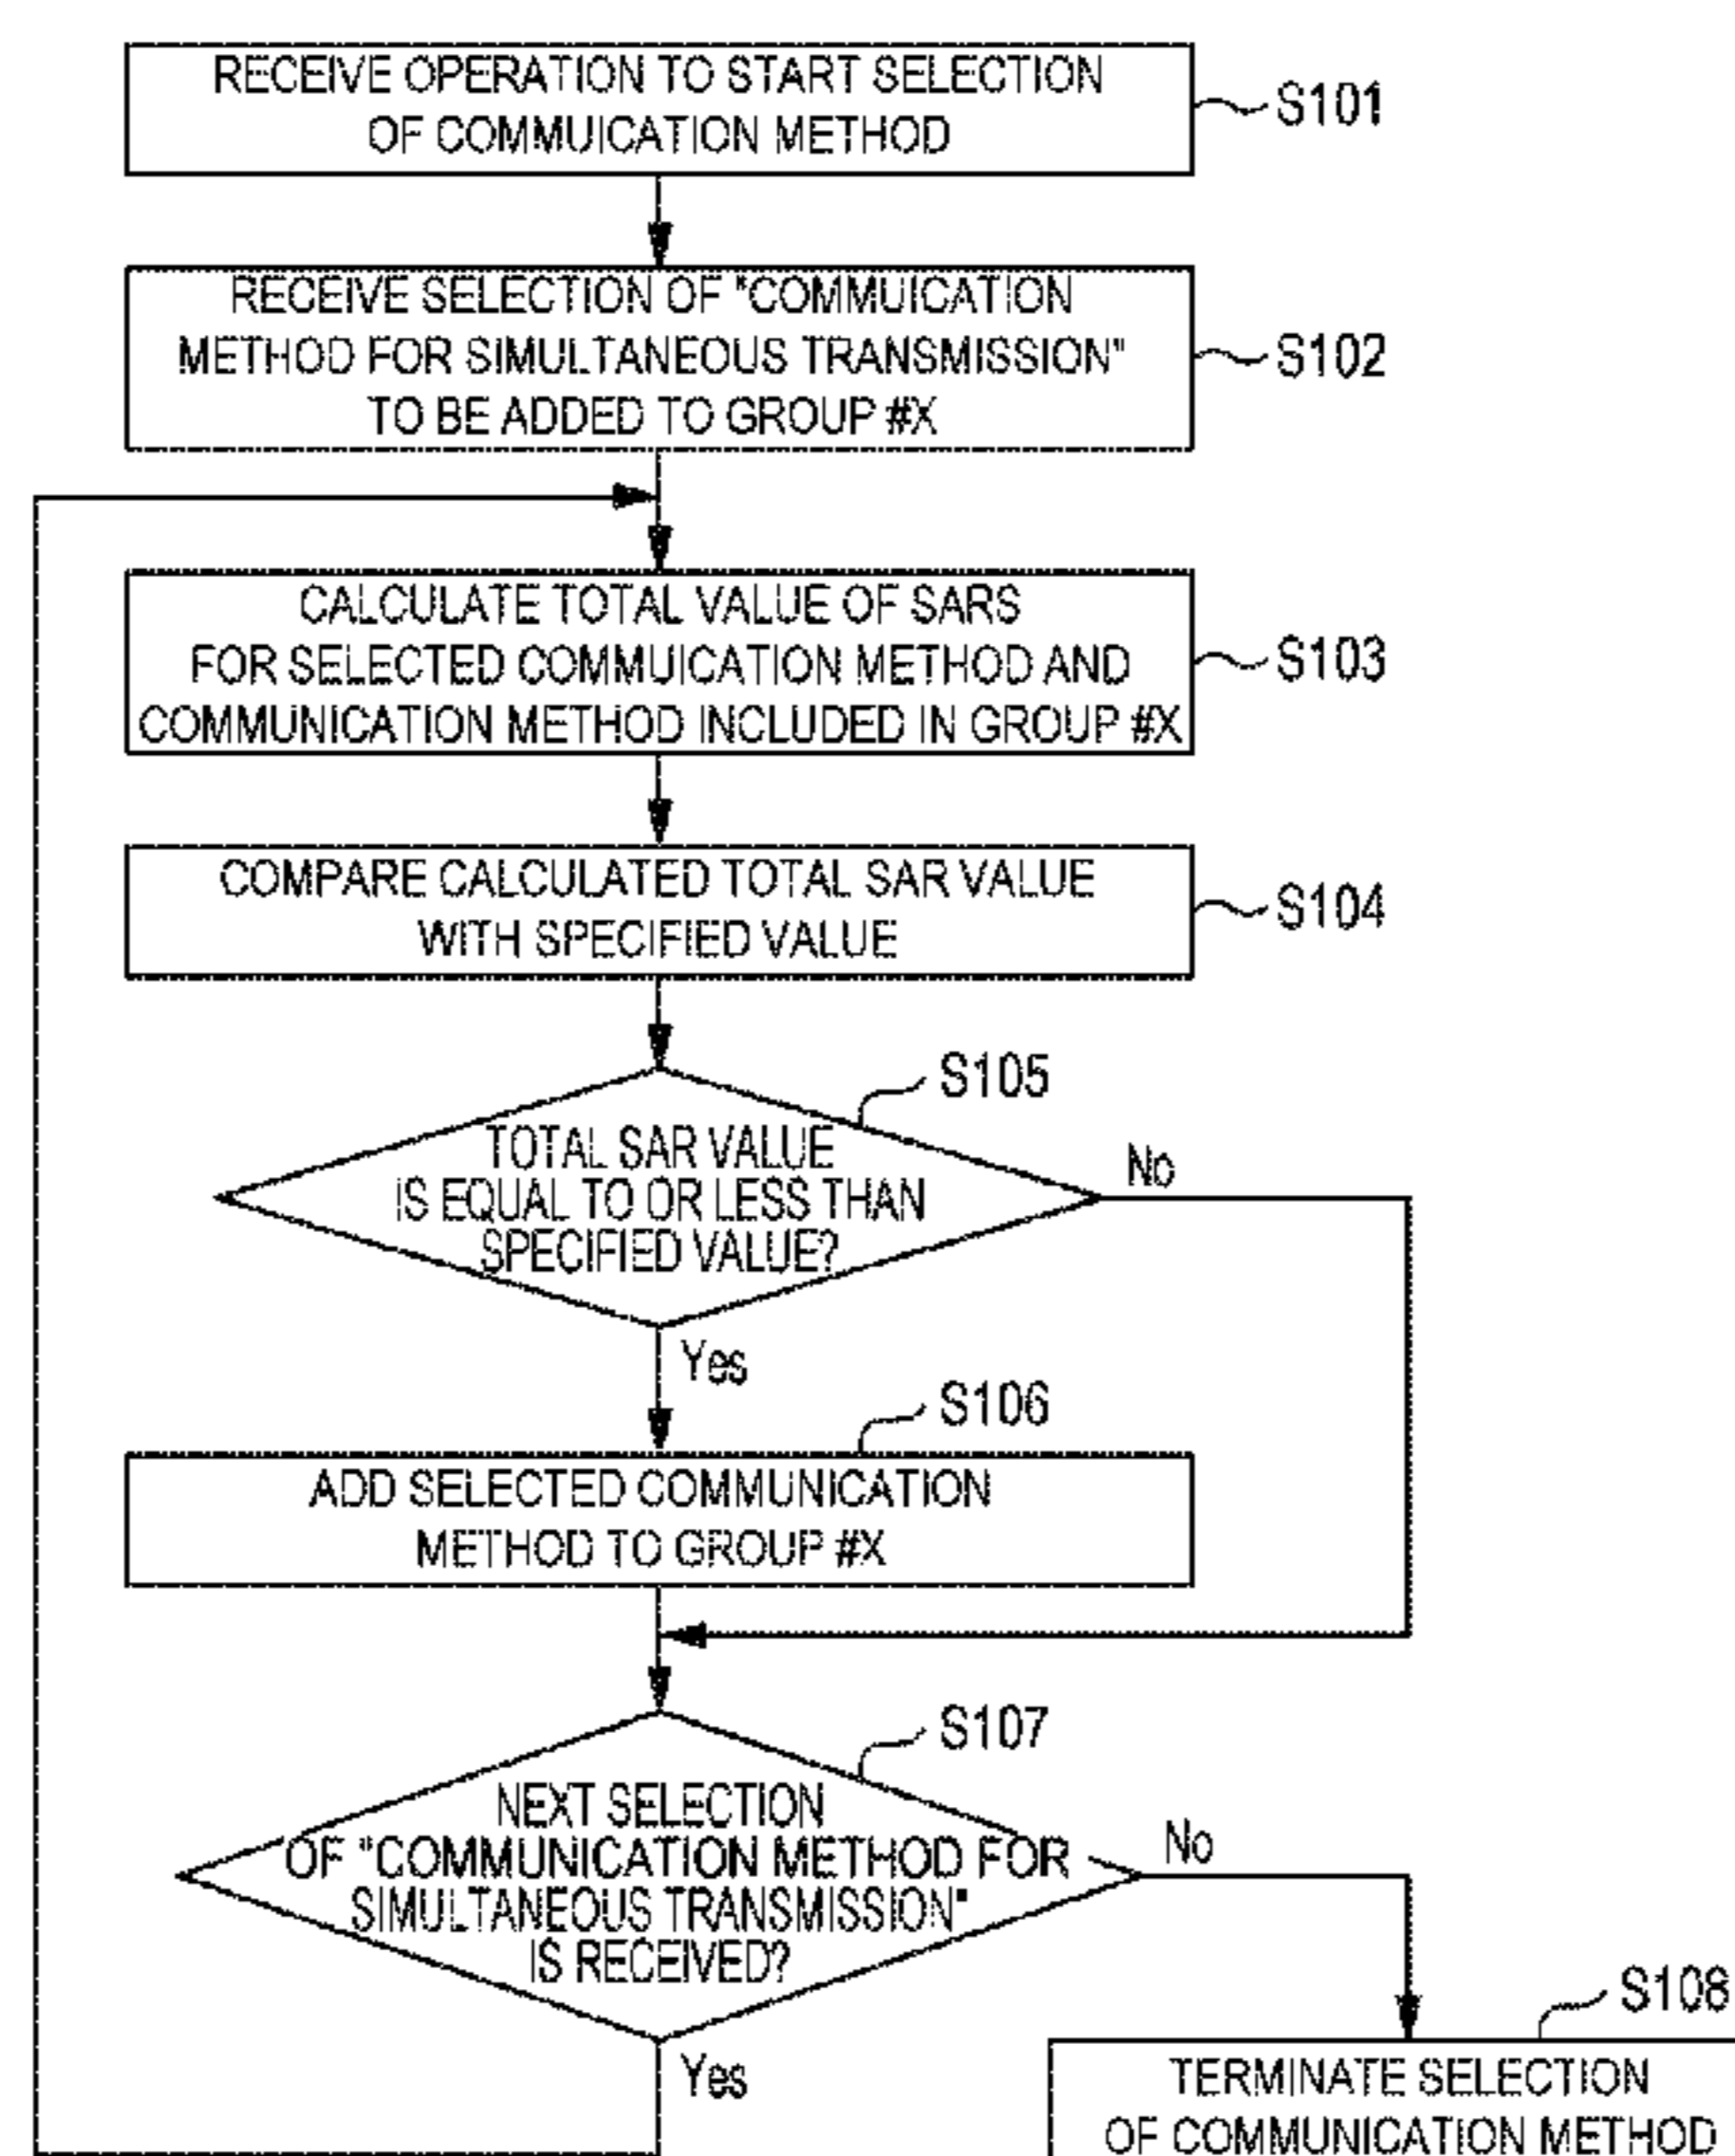 RECEIVE OPERATION TO START SELECTION
OF COMMUICATION METHOD
S101
RECEIVE SELECTION OF "COMMUICATION
METHOD FOR SIMULTANEOUS TRANSMISSION"
TO BE ADDED TO GROUP #X
S102
CALCULATE TOTAL VALUE OF SARS
FOR SELECTED COMMUICATION METHOD AND
COMMUNICATION METHOD INCLUDED IN GROUP #X
S103
COMPARE CALCULATED TOTAL SAR VALUE
WITH SPECIFIED VALUE
S104
S105
TOTAL SAR VALUE
IS EQUAL TO OR LESS THAN
SPECIFIED VALUE?
No
Yes
S106
ADD SELECTED COMMUNICATION
METHOD TO GROUP #X
S107
NEXT SELECTION
OF "COMMUNICATION METHOD FOR
SIMULTANEOUS TRANSMISSION"
IS RECEIVED?
No
Yes
S108
TERMINATE SELECTION
OF COMMUNICATION METHOD